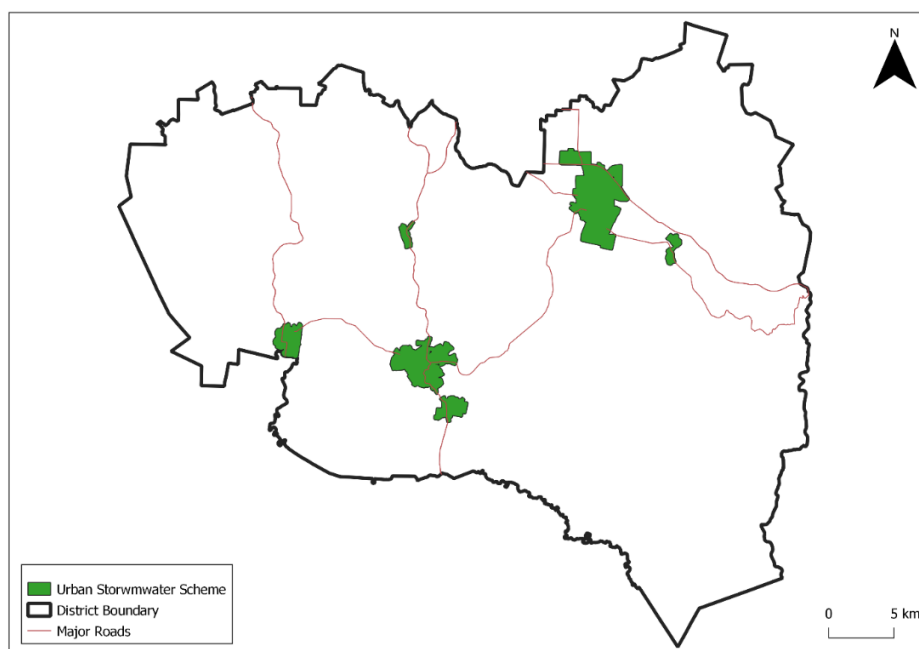 N
Urban Storwmwater Scheme
District Boundary
Major Roads
0 5 km